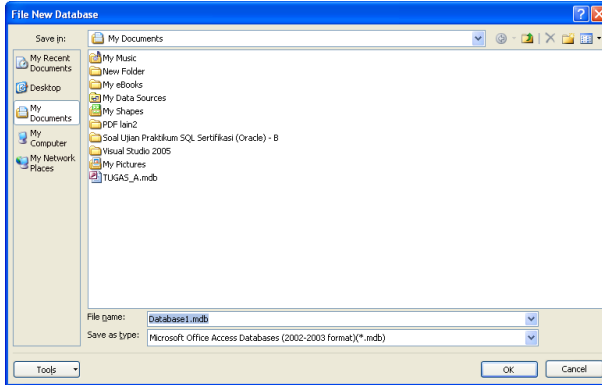 File New Database
Save in:
My Documents
My Recent
Documents
Desktop
My
Documents
My
Computer
My Network
Places
My Music
New Folder
My eBooks
My Data Sources
My Shapes
PDF lain2
Soal Ujian Praktikum SQL Sertifikasi (Oracle) - B
Visual Studio 2005
My Pictures
TUGAS_A.mdb
File name:
Database1.mdb
Save as type:
Microsoft Office Access Databases (2002-2003 format)(*.mdb)
Tools
OK
Cancel